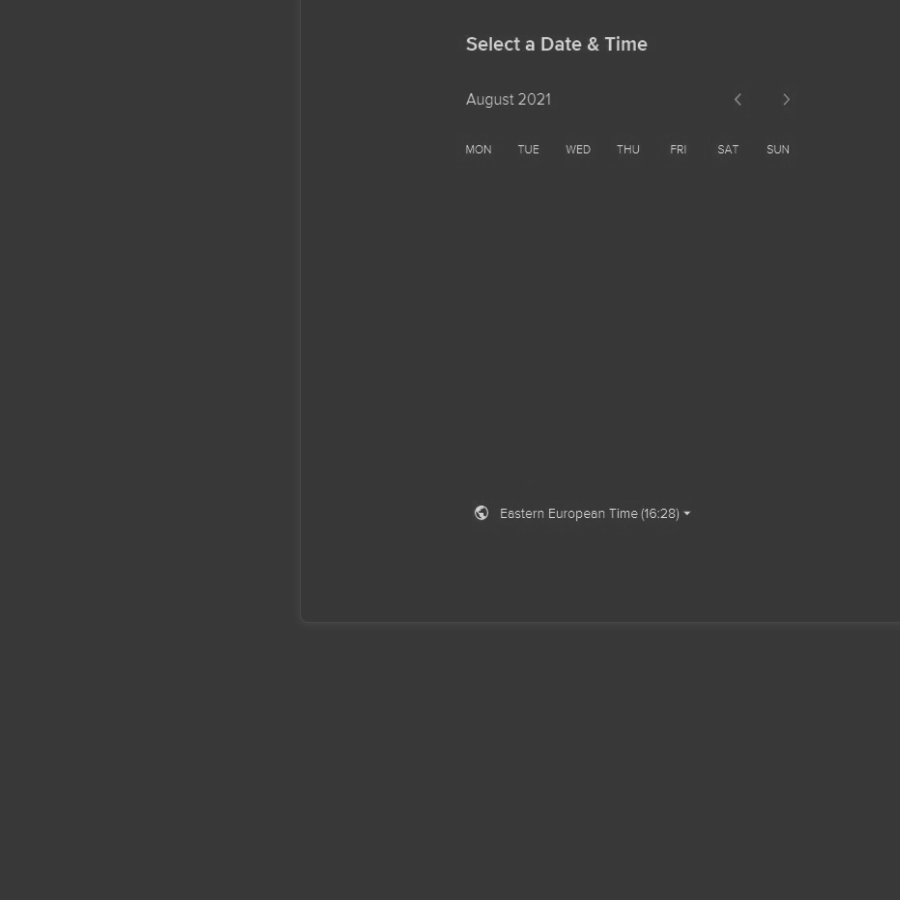 Select a Date & Time
August 2021
MON TUE WED THU FRI SAT SUN
Eastern European Time (16:28)